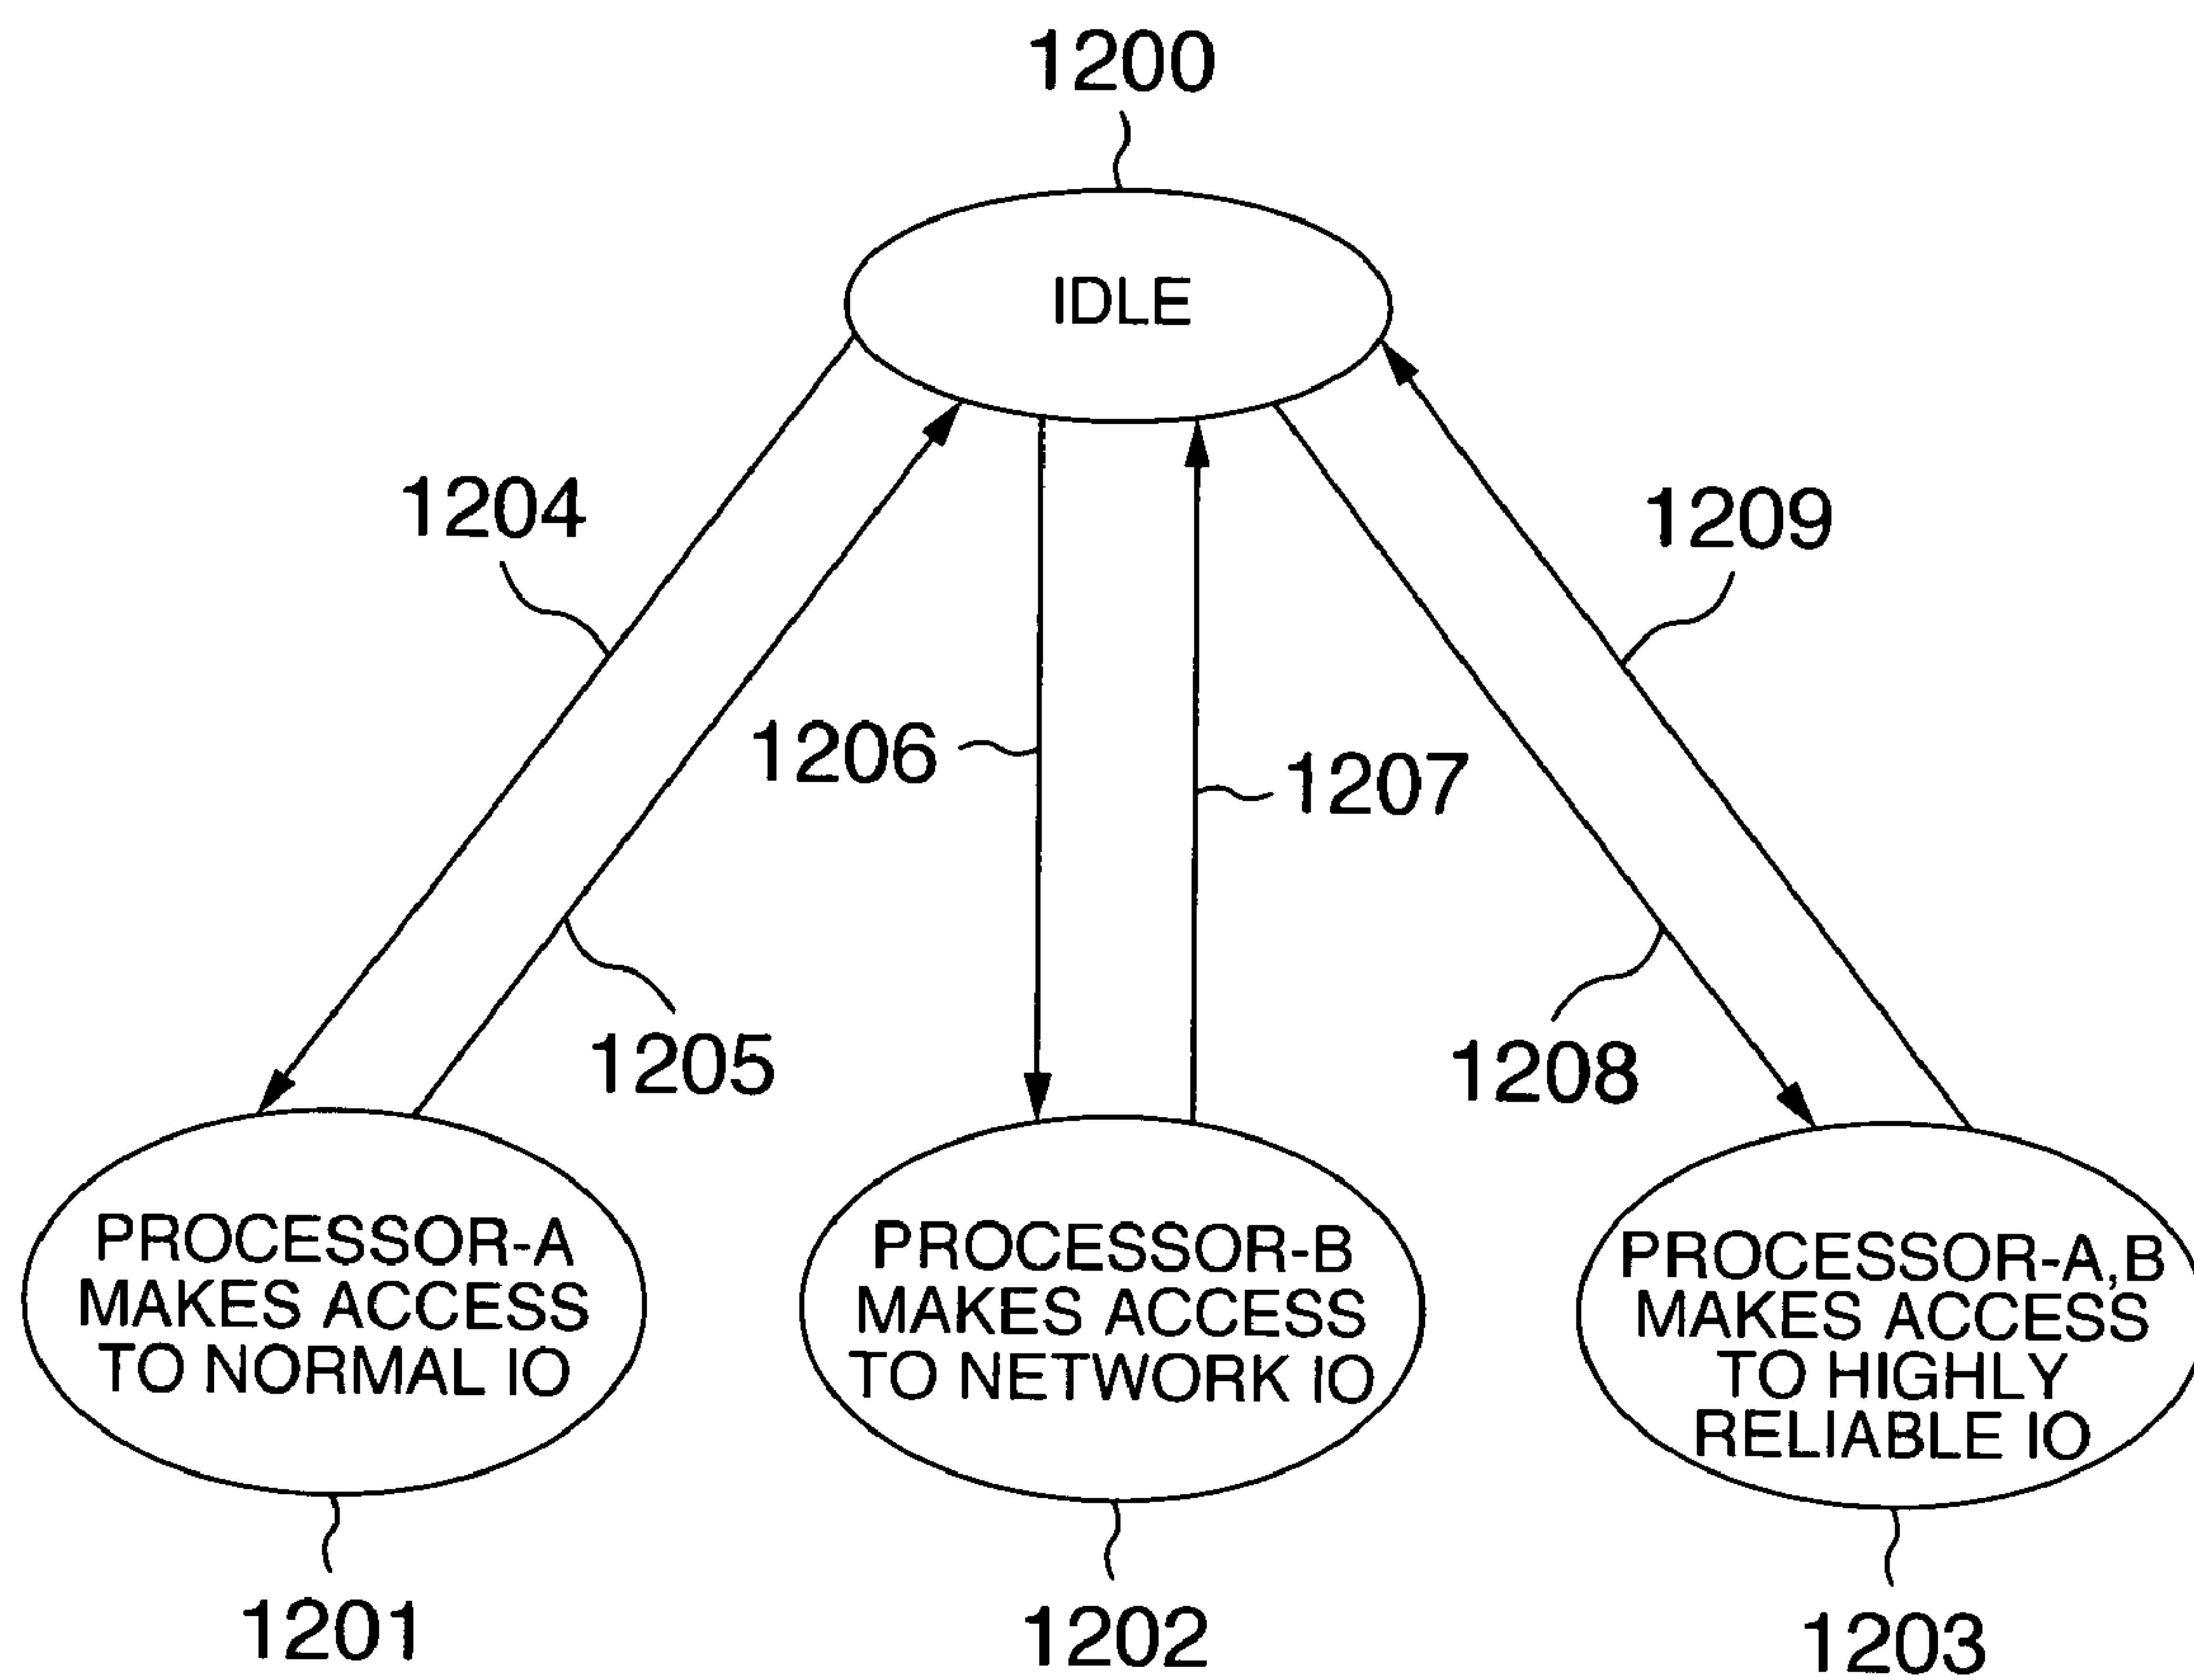 1200
IDLE
1204
1209
1206
1207
1205
1208
PROCESSOR-A
MAKES ACCESS
TO NORMAL IO
PROCESSOR-B
MAKES ACCESS
TO NETWORK IO
PROCESSOR-A,B
MAKES ACCESS
TO HIGHLY
RELIABLE IO
1201
1202
1203